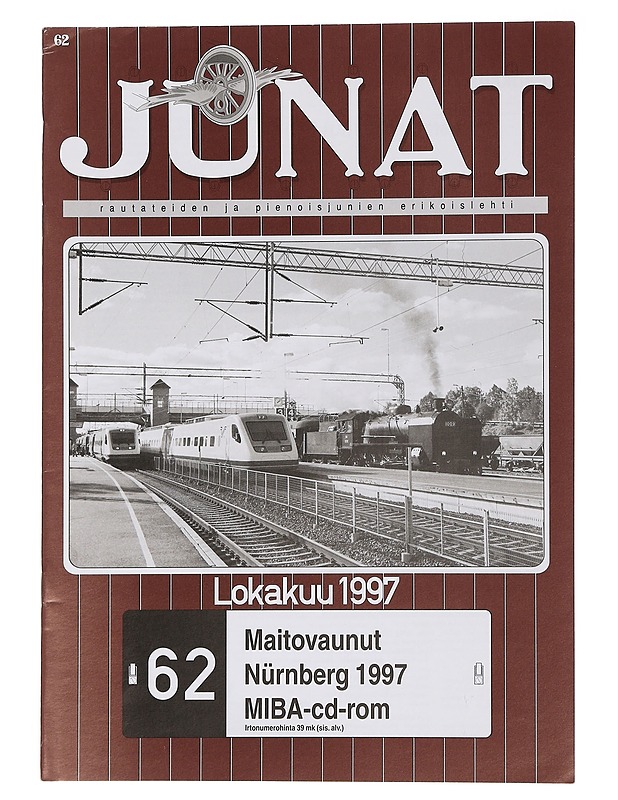 62
JUNAT
rautateiden ja pienoisjunien erikoislehti
Lokakuu 1997
62
Maitovaunut
Nürnberg 1997
MIBA-cd-rom
Irtonumerohinta 39 mk (sis. alv.)